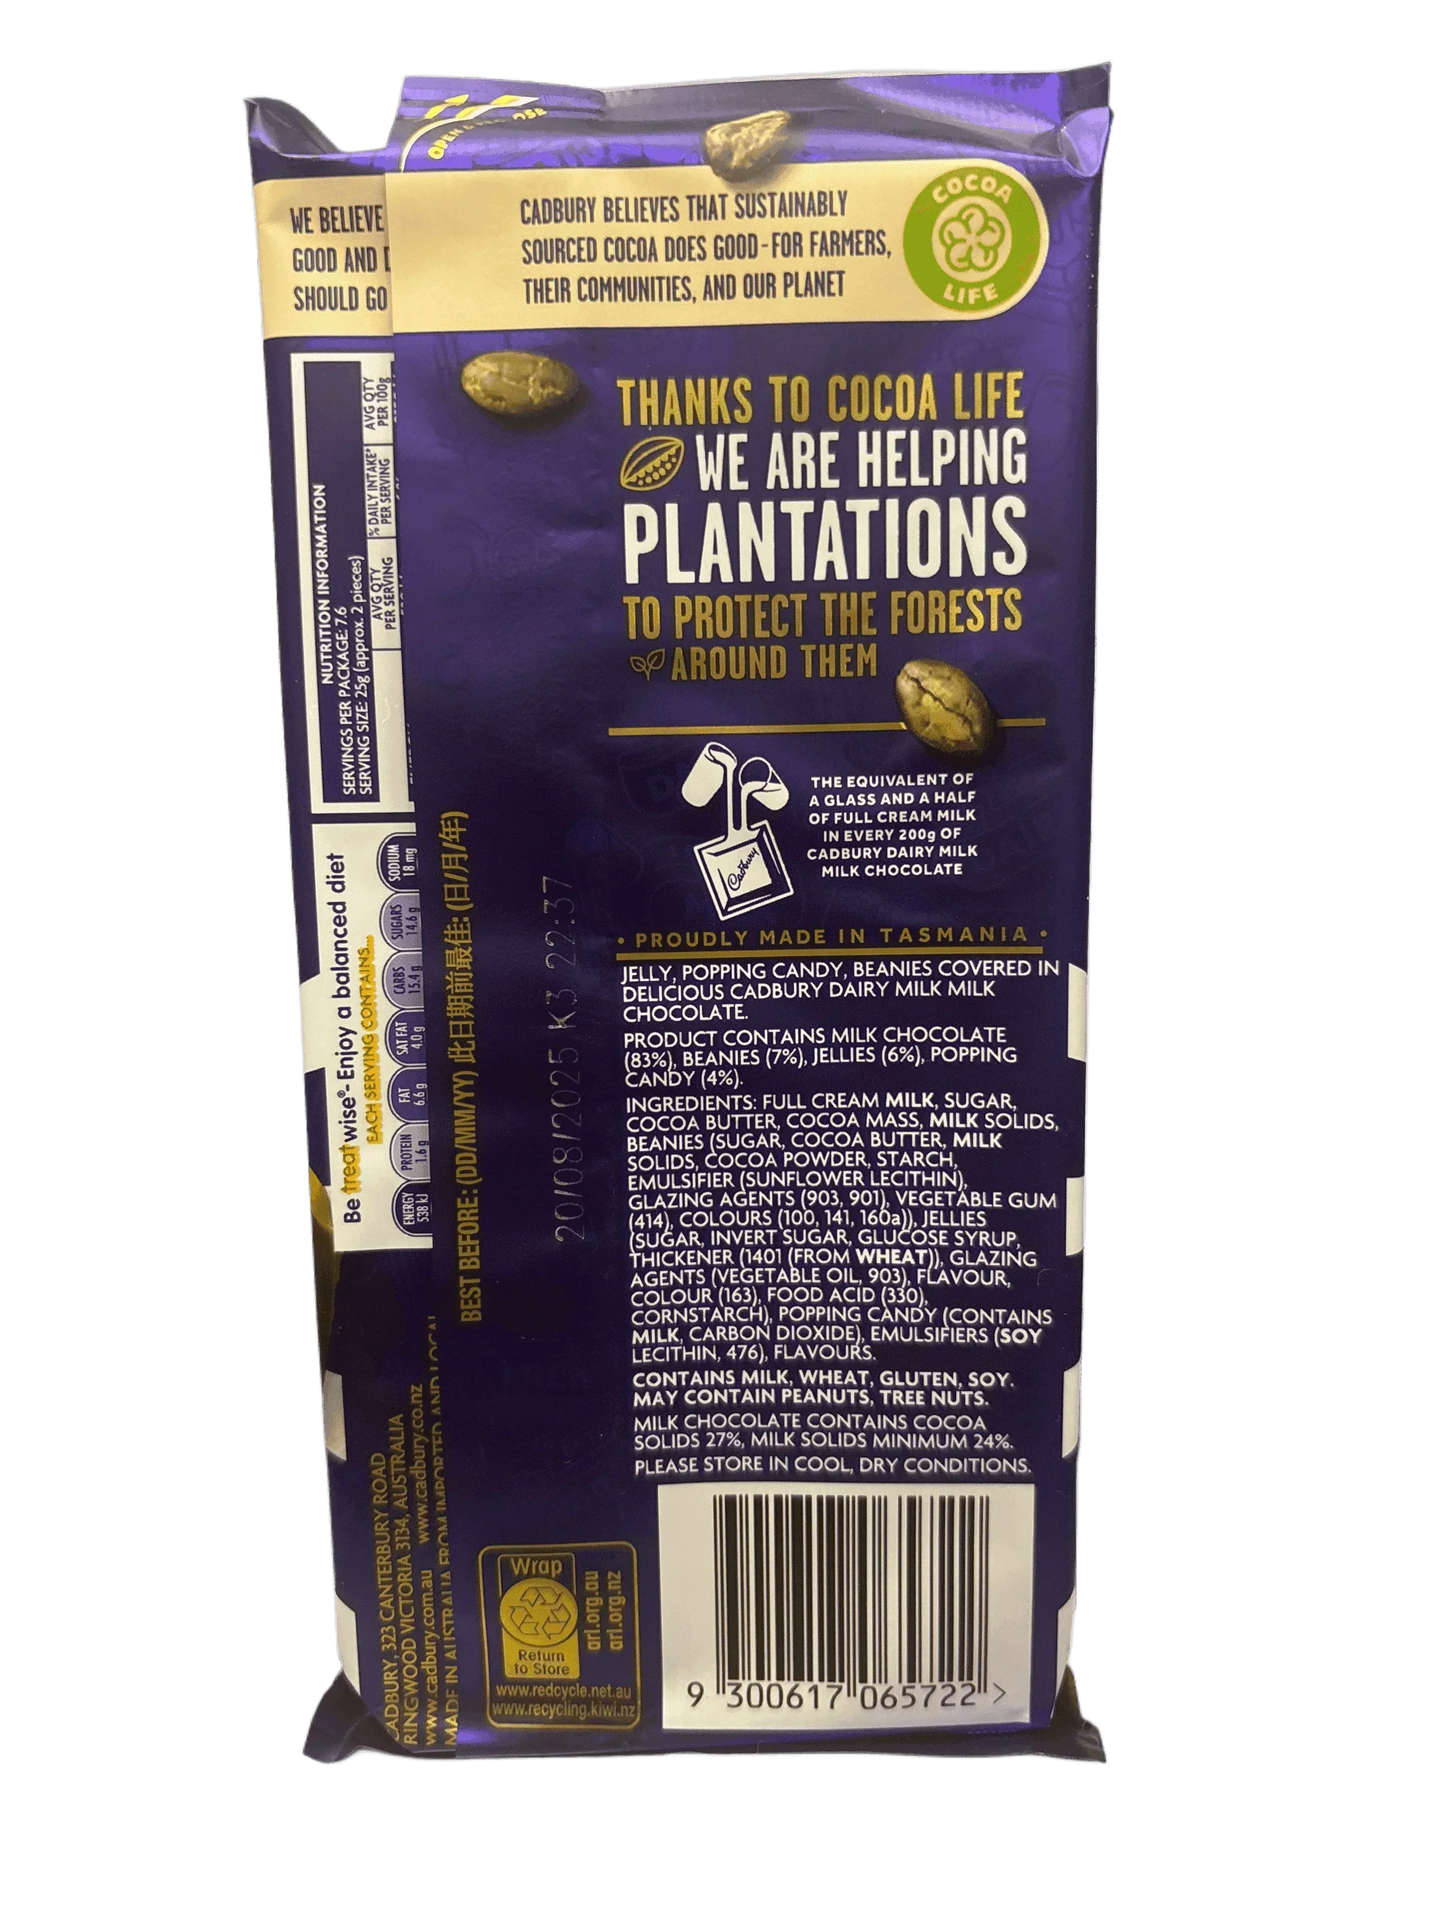 OPEN &
WE BELIEVE
GOOD AND
SHOULD GO
CADBURY BELIEVES THAT SUSTAINABLY
SOURCED COCOA DOES GOOD - FOR FARMERS,
THEIR COMMUNITIES, AND OUR PLANET
COCOA
LIFE
THANKS TO COCOA LIFE
WE ARE HELPING
PLANTATIONS
TO PROTECT THE FORESTS
AROUND THEM
THE EQUIVALENT OF
A GLASS AND A HALF
OF FULL CREAM MILK
IN EVERY 200g OF
CADBURY DAIRY MILK
MILK CHOCOLATE
Cadbury
• PROUDLY MADE IN TASMANIA •
JELLY, POPPING CANDY, BEANIES COVERED IN
DELICIOUS CADBURY DAIRY MILK MILK
CHOCOLATE.
PRODUCT CONTAINS MILK CHOCOLATE
(83%), BEANIES (7%), JELLIES (6%), POPPING
CANDY (4%).
INGREDIENTS: FULL CREAM MILK, SUGAR,
COCOA BUTTER, COCOA MASS, MILK SOLIDS,
BEANIES (SUGAR, COCOA BUTTER, MILK
SOLIDS, COCOA POWDER, STARCH,
EMULSIFIER (SUNFLOWER LECITHIN),
GLAZING AGENTS (903, 901), VEGETABLE GUM
(414), COLOURS (100, 141, 160a)), JELLIES
(SUGAR, INVERT SUGAR, GLUCOSE SYRUP,
THICKENER (1401 (FROM WHEAT)), GLAZING
AGENTS (VEGETABLE OIL, 903), FLAVOUR,
COLOUR (163), FOOD ACID (330),
CORNSTARCH), POPPING CANDY (CONTAINS
MILK, CARBON DIOXIDE), EMULSIFIERS (SOY
LECITHIN, 476), FLAVOURS.
CONTAINS MILK, WHEAT, GLUTEN, SOY.
MAY CONTAIN PEANUTS, TREE NUTS.
MILK CHOCOLATE CONTAINS COCOA
SOLIDS 27%, MILK SOLIDS MINIMUM 24%.
PLEASE STORE IN COOL, DRY CONDITIONS.
9 300617 065722 >
Wrap
Return
to Store
arl.org.au
arl.org.nz
www.redcycle.net.au
www.recycling.kiwi.nz
BEST BEFORE: (DD/MM/YY) 此日期前最佳: (日/月/年)
20/08/2025 K3 22:37
NUTRITION INFORMATION
SERVINGS PER PACKAGE: 7.6
SERVING SIZE: 25g (approx. 2 pieces)
AVG QTY
PER SERVING
% DAILY INTAKE*
PER SERVING
AVG QTY
PER 100g
Be treatwise® - Enjoy a balanced diet
EACH SERVING CONTAINS...
ENERGY
538 kJ
PROTEIN
1.6 g
FAT
6.6 g
SAT FAT
4.0 g
CARBS
15.4 g
SUGARS
14.6 g
SODIUM
18 mg
CADBURY, 323 CANTERBURY ROAD
RINGWOOD VICTORIA 3134, AUSTRALIA
www.cadbury.com.au www.cadbury.co.nz
MADE IN AUSTRALIA FROM IMPORTED AND LOCAL